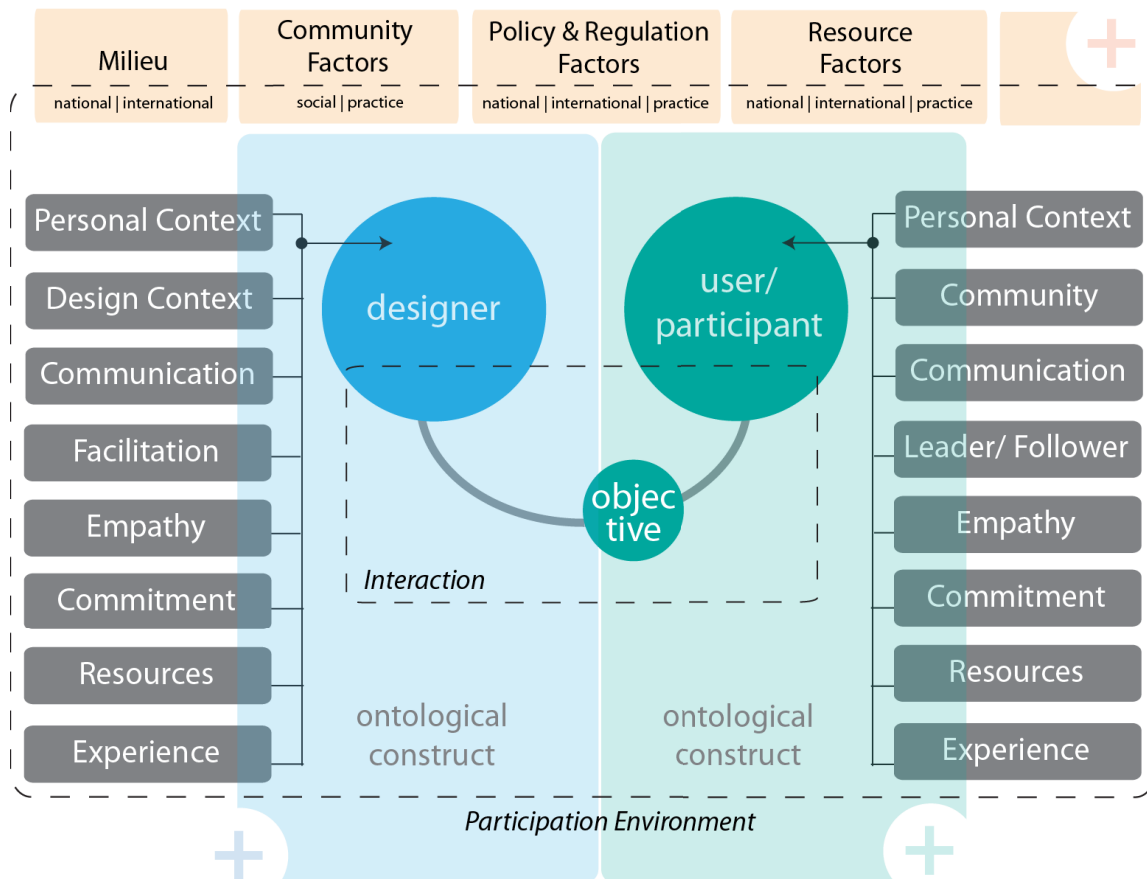 Milieu
national | international
Community
Factors
social | practice
Policy & Regulation
Factors
national | international | practice
Resource
Factors
national | international | practice
Personal Context
Design Context
Communication
Facilitation
Empathy
Commitment
Resources
Experience
designer
user/
participant
objec
tive
Interaction
ontological
construct
ontological
construct
Personal Context
Community
Communication
Leader/ Follower
Empathy
Commitment
Resources
Experience
Participation Environment